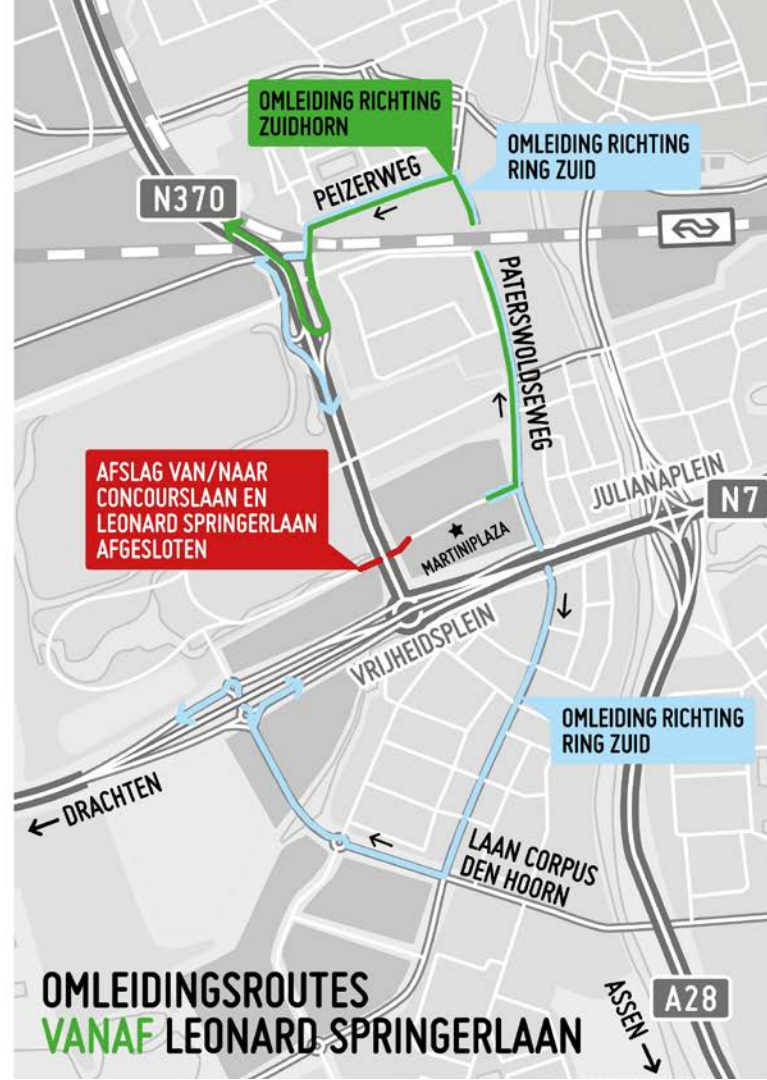 OMLEIDING RICHTING
ZUIDHORN
OMLEIDING RICHTING
RING ZUID
PEIZERWEG
N370
PATERSWOLDSEWEG
AFSLAG VAN/NAAR
CONCOURSLAAN EN
LEONARD SPRINGERLAAN
AFGESLOTEN
JULIANAPLEIN
N7
MARTINIPLAZA
VRIJHEIDSPLEIN
OMLEIDING RICHTING
RING ZUID
← DRACHTEN
LAAN CORPUS
DEN HOORN
OMLEIDINGSROUTES
VANAF LEONARD SPRINGERLAAN
ASSEN →
A28